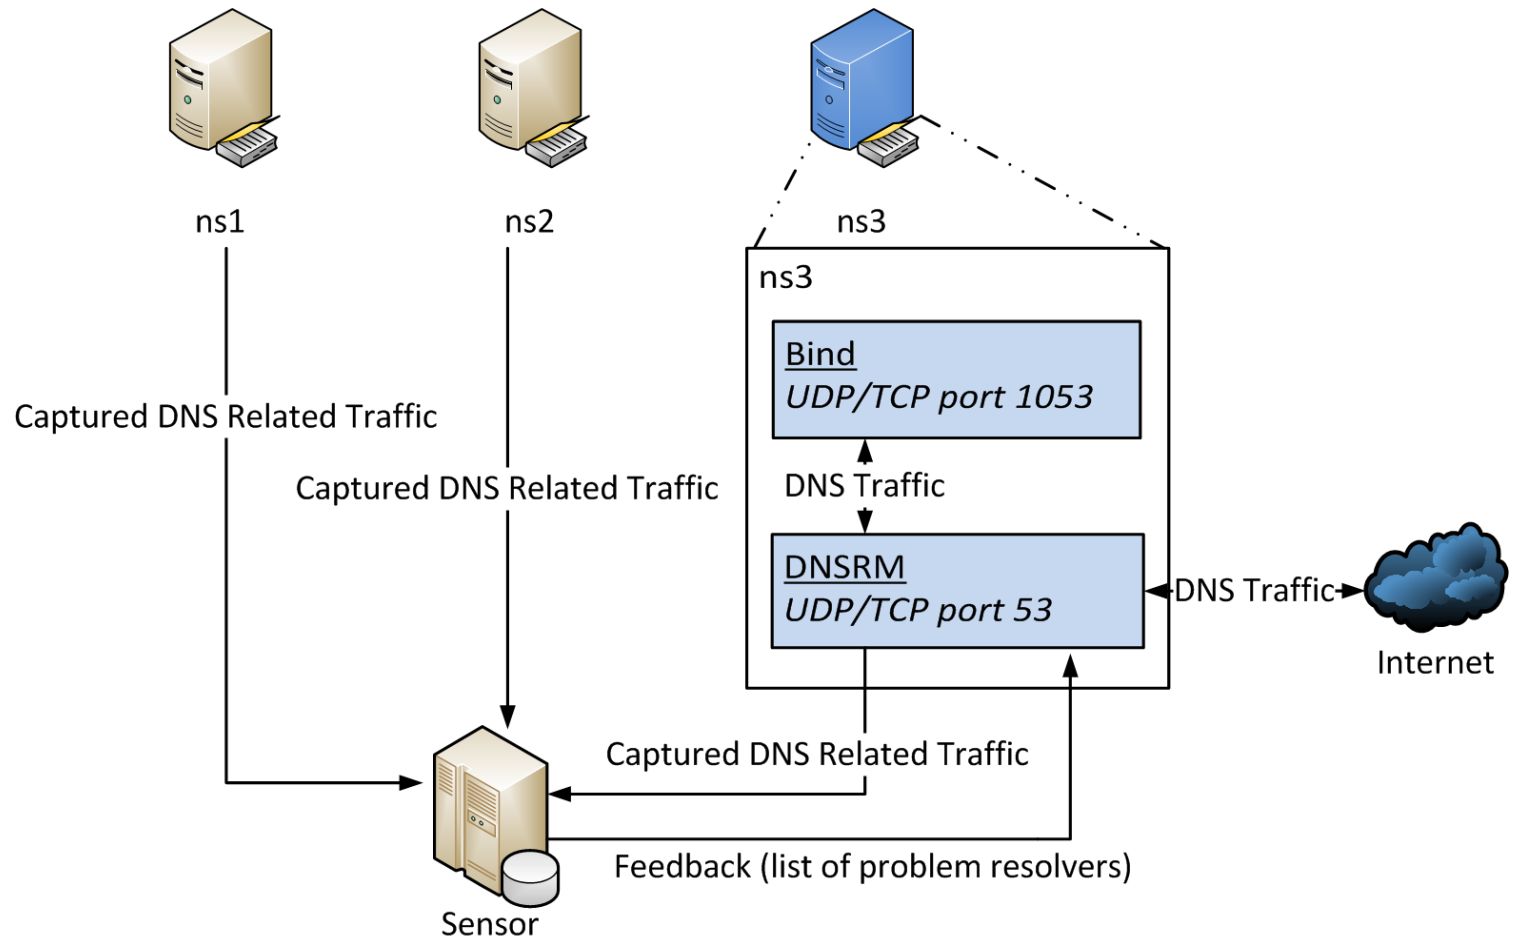 ns1
ns2
ns3
ns3
Bind
UDP/TCP port 1053
Captured DNS Related Traffic
Captured DNS Related Traffic
DNS Traffic
DNSRM
UDP/TCP port 53
DNS Traffic
Internet
Captured DNS Related Traffic
Feedback (list of problem resolvers)
Sensor